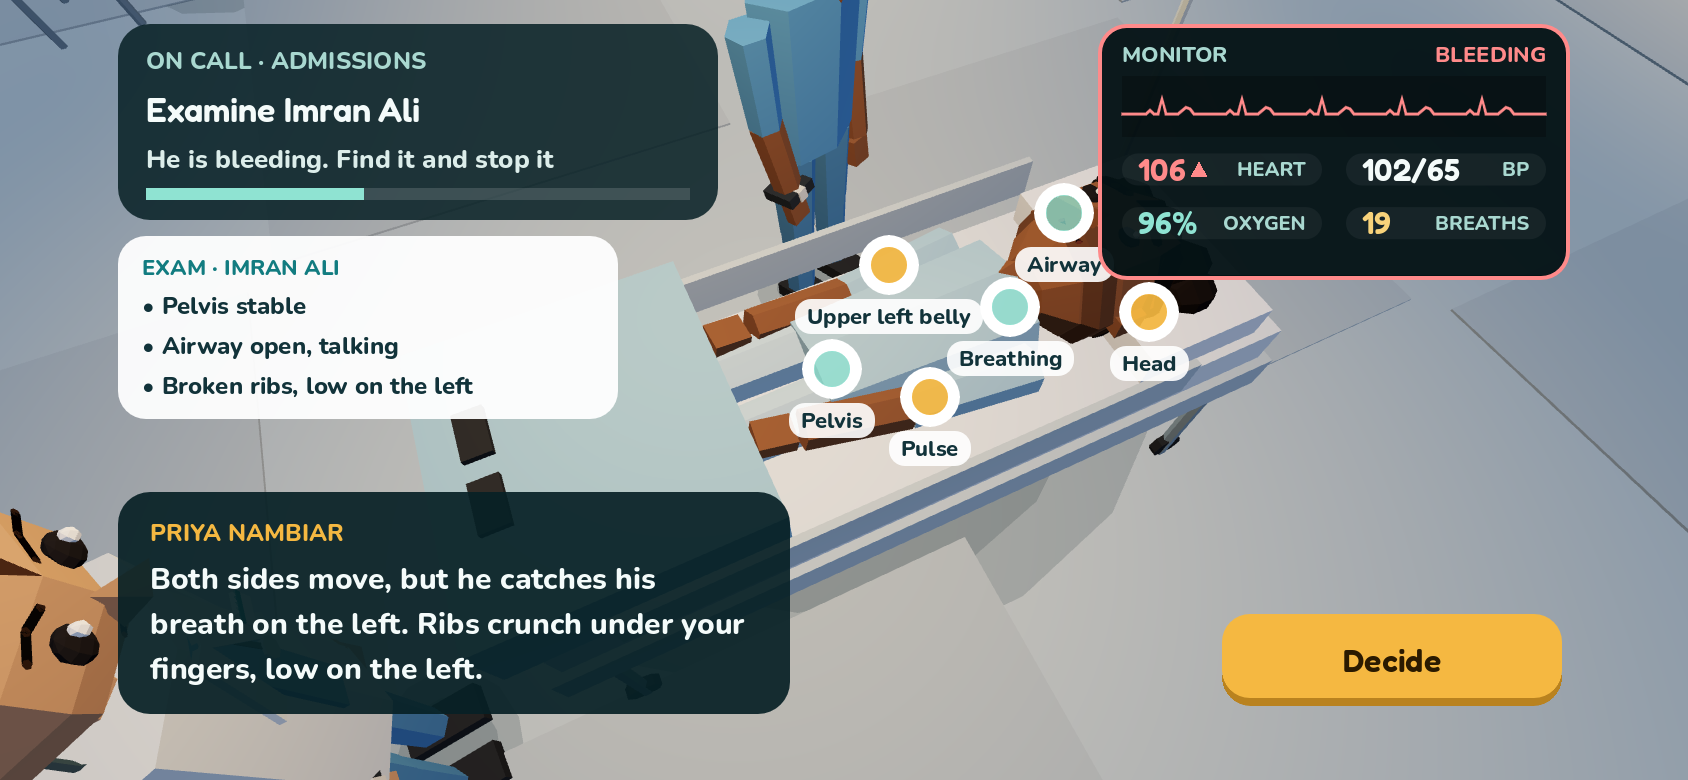 ON CALL · ADMISSIONS
Examine Imran Ali
He is bleeding. Find it and stop it
MONITOR
BLEEDING
106 HEART
102/65 BP
96% OXYGEN
19 BREATHS
EXAM · IMRAN ALI
• Pelvis stable
• Airway open, talking
• Broken ribs, low on the left
Airway
Upper left belly
Breathing
Head
Pelvis
Pulse
PRIYA NAMBIAR
Both sides move, but he catches his
breath on the left. Ribs crunch under your
fingers, low on the left.
Decide